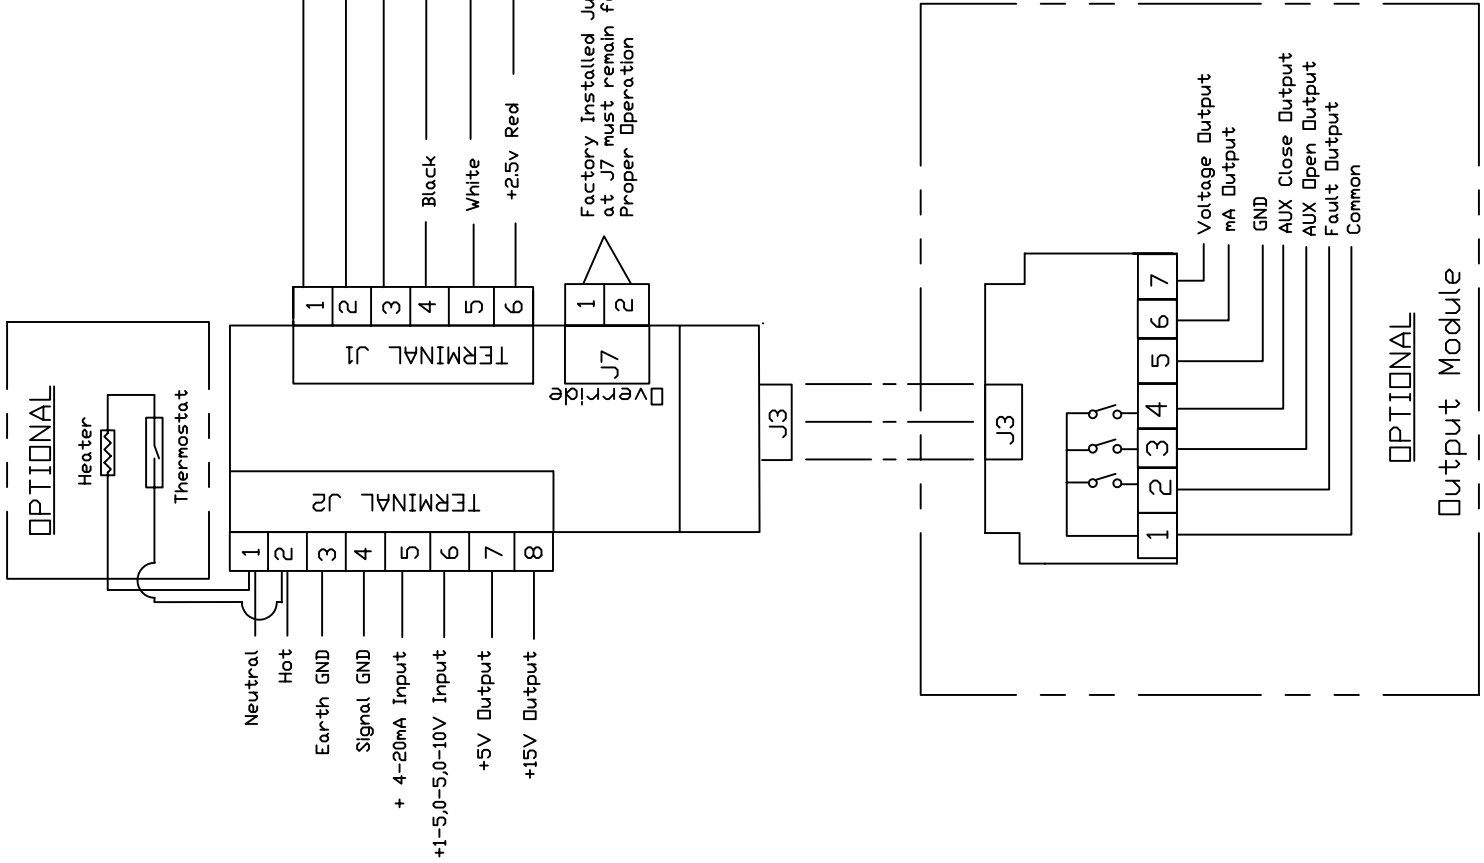 OPTIONAL
Heater
Thermostat
Black
White
+2.5v Red
Factory Installed Ju
at J7 must remain f
Proper Operation
1
2
3
4
5
6
TERMINAL J1
1
2
J7
Override
TERMINAL J2
1
2
3
4
5
6
7
8
Neutral
Hot
Earth GND
Signal GND
+ 4-20mA Input
+1-5,0-5,0-10V Input
+5V Output
+15V Output
J3
J3
7
6
5
4
3
2
1
Voltage Output
mA Output
GND
AUX Close Output
AUX Open Output
Fault Output
Common
OPTIONAL
Output Module